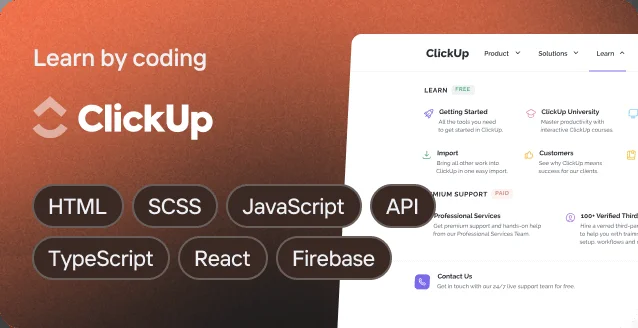 Learn by coding
ClickUp
HTML
SCSS
JavaScript
API
TypeScript
React
Firebase
ClickUp
Product
Solutions
Learn
LEARN FREE
Getting Started
All the tools you need
to get started in ClickUp.
ClickUp University
Master productivity with
interactive ClickUp courses.
Import
Bring all other work into
ClickUp in one easy import.
Customers
See why ClickUp means
success for our clients.
MIUM SUPPORT PAID
Professional Services
Get premium support and hands-on help
from our Professional Services Team.
100+ Verified Third
Hire a verred third-pa
to help you with traini
setup, workflows and
Contact Us
Get in touch with our 24/7 live support team for free.